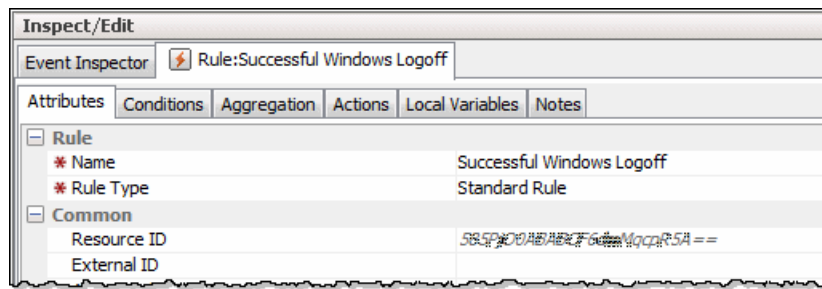 Inspect/Edit
Event Inspector Rule:Successful Windows Logoff
Attributes Conditions Aggregation Actions Local Variables Notes
Rule
* Name Successful Windows Logoff
* Rule Type Standard Rule
Common
Resource ID
External ID